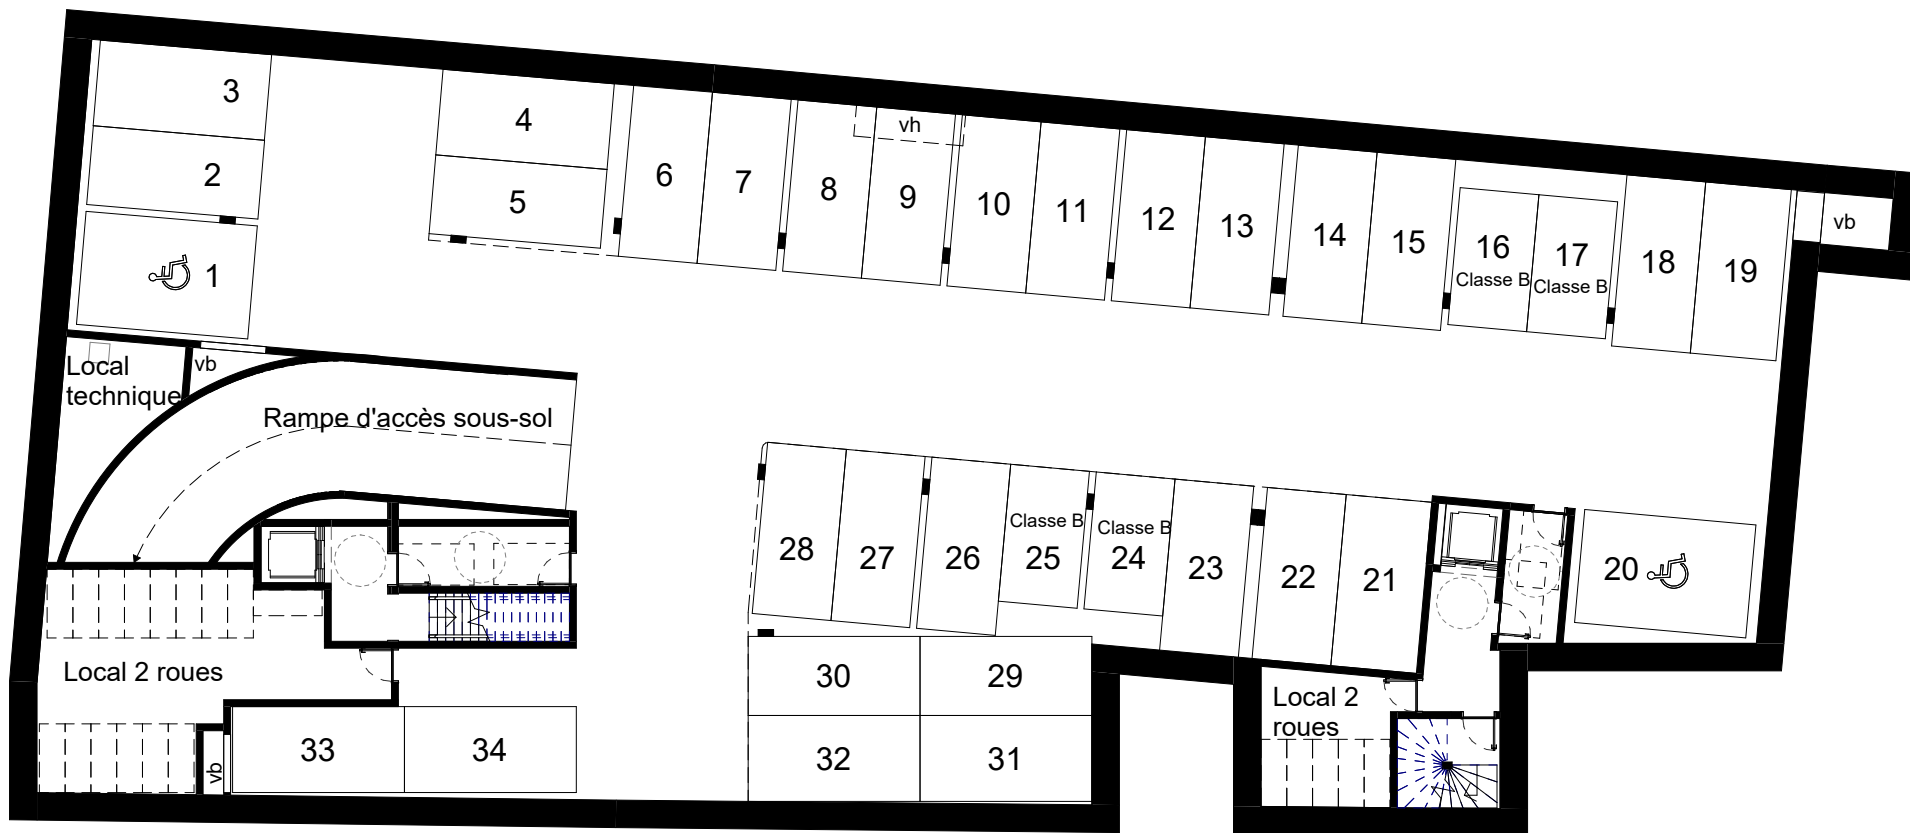 3
4
vh
2
5
6
7
8
9
10
11
12
13
14
15
16
Classe B
17
Classe B
18
19
vb
1
Local
technique
vb
Rampe d'accès sous-sol
28
27
26
Classe B
25
Classe B
24
23
22
21
20
Local 2 roues
30
29
32
31
33
34
vb
Local 2
roues